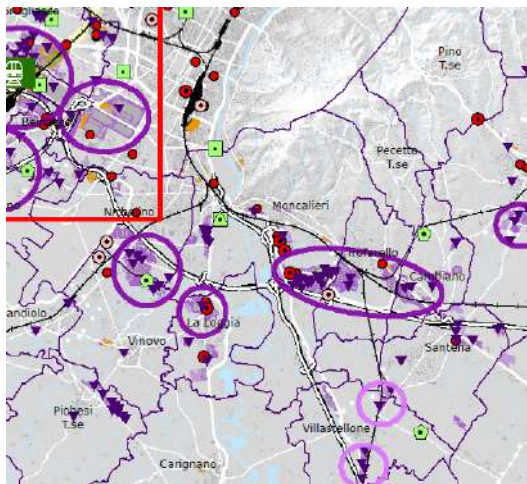 Pino
T.se
Pecetto
T.se
Moncalieri
Nichelino
Trofarello
Cambiano
La Loggia
Vinovo
Santena
Piobesi
T.se
Villastellone
Carignano